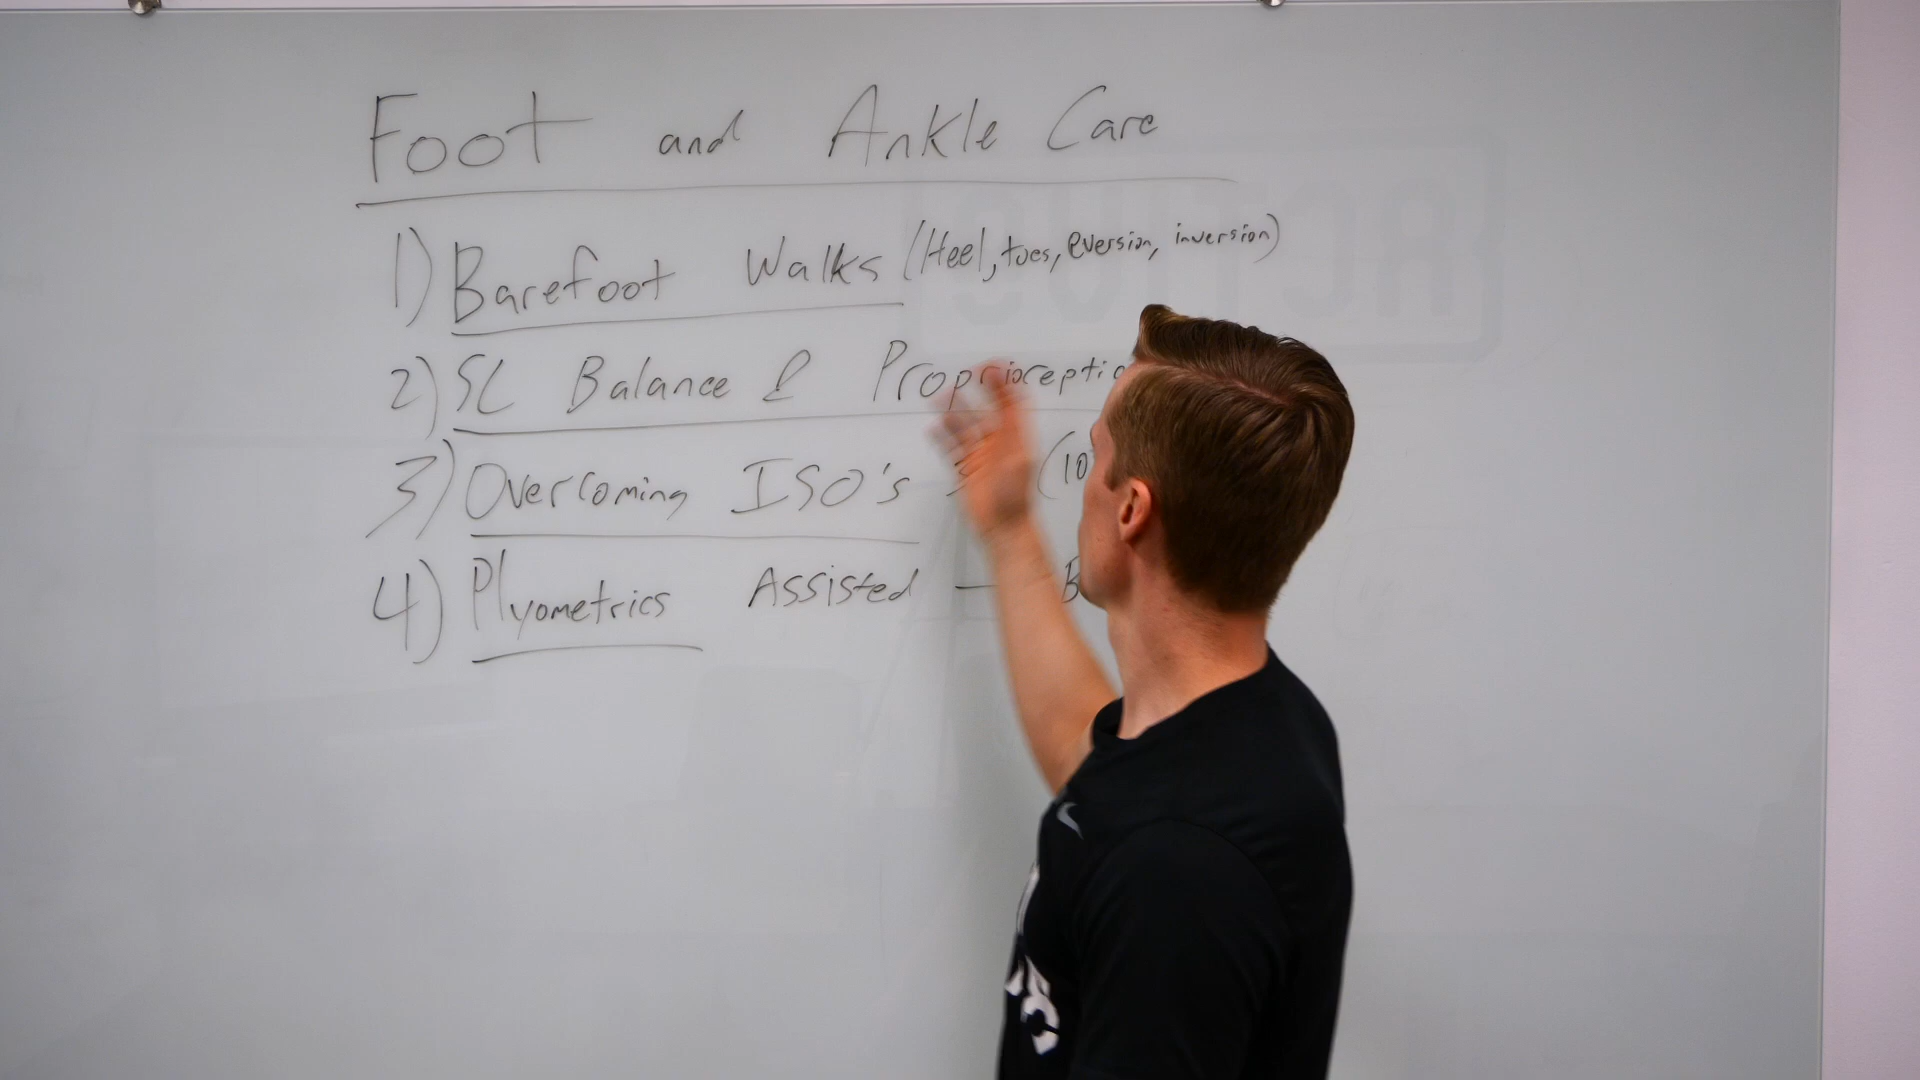 Foot and Ankle Care
1) Barefoot Walks (Heel, toes, eversion, inversion)
2) SL Balance & Proprioceptio
3) Overcoming ISO's (10
4) Plyometrics Assisted — B